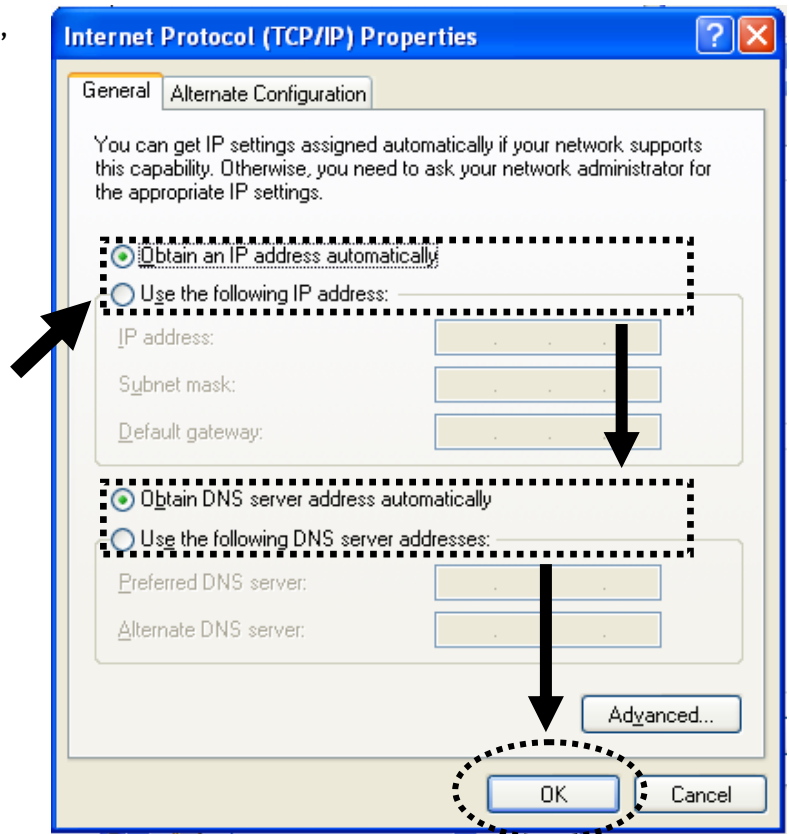 ,
Internet Protocol (TCP/IP) Properties
General Alternate Configuration
You can get IP settings assigned automatically if your network supports
this capability. Otherwise, you need to ask your network administrator for
the appropriate IP settings.
Obtain an IP address automatically
Use the following IP address:
IP address:
Subnet mask:
Default gateway:
Obtain DNS server address automatically
Use the following DNS server addresses:
Preferred DNS server:
Alternate DNS server:
Advanced...
OK Cancel